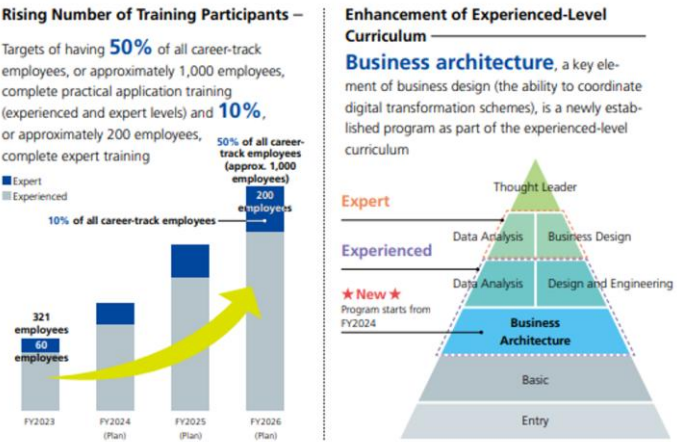 Rising Number of Training Participants
Targets of having 50% of all career-track
employees, or approximately 1,000 employees,
complete practical application training
(experienced and expert levels) and 10%,
or approximately 200 employees,
complete expert training
50% of all career-
track employees
(approx. 1,000
employees)
Expert
Experienced
200
employees
10% of all career-track employees
321
employees
60
employees
FY2023
FY2024
(Plan)
FY2025
(Plan)
FY2026
(Plan)
Enhancement of Experienced-Level
Curriculum
Business architecture, a key ele-
ment of business design (the ability to coordinate
digital transformation schemes), is a newly estab-
lished program as part of the experienced-level
curriculum
Thought Leader
Expert
Data Analysis
Business Design
Experienced
Data Analysis
Design and Engineering
★New★
Program starts from
FY2024
Business
Architecture
Basic
Entry